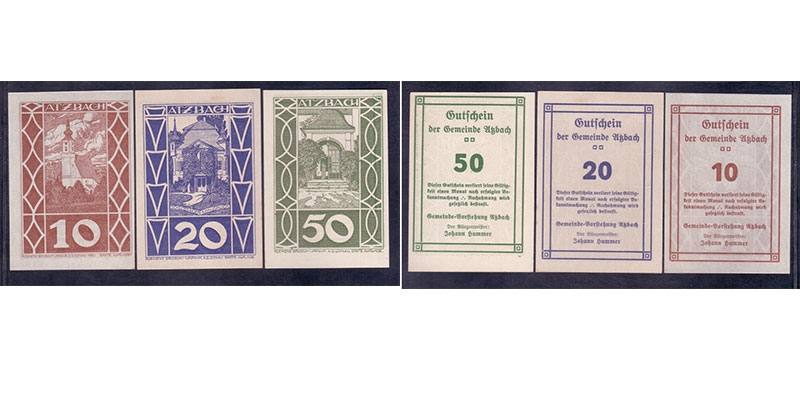 ATZBACH
10
ATZBACH
20
ATZBACH
50
Gutschein
der Gemeinde Atzbach
50
Dieser Gutschein verliert seine Gültig-
keit einen Monat nach erfolgter Be-
kanntmachung ∴ Nachahmung wird
gesetzlich bestraft.
Gemeinde-Vorstehung Atzbach
Der Bürgermeister:
Johann Hummer
Gutschein
der Gemeinde Atzbach
20
Dieser Gutschein verliert seine Gültig-
keit einen Monat nach erfolgter Be-
kanntmachung ∴ Nachahmung wird
gesetzlich bestraft.
Gemeinde-Vorstehung Atzbach
Der Bürgermeister:
Johann Hummer
Gutschein
der Gemeinde Atzbach
10
Dieser Gutschein verliert seine Gültig-
keit einen Monat nach erfolgter Be-
kanntmachung ∴ Nachahmung wird
gesetzlich bestraft.
Gemeinde-Vorstehung Atzbach
Der Bürgermeister:
Johann Hummer